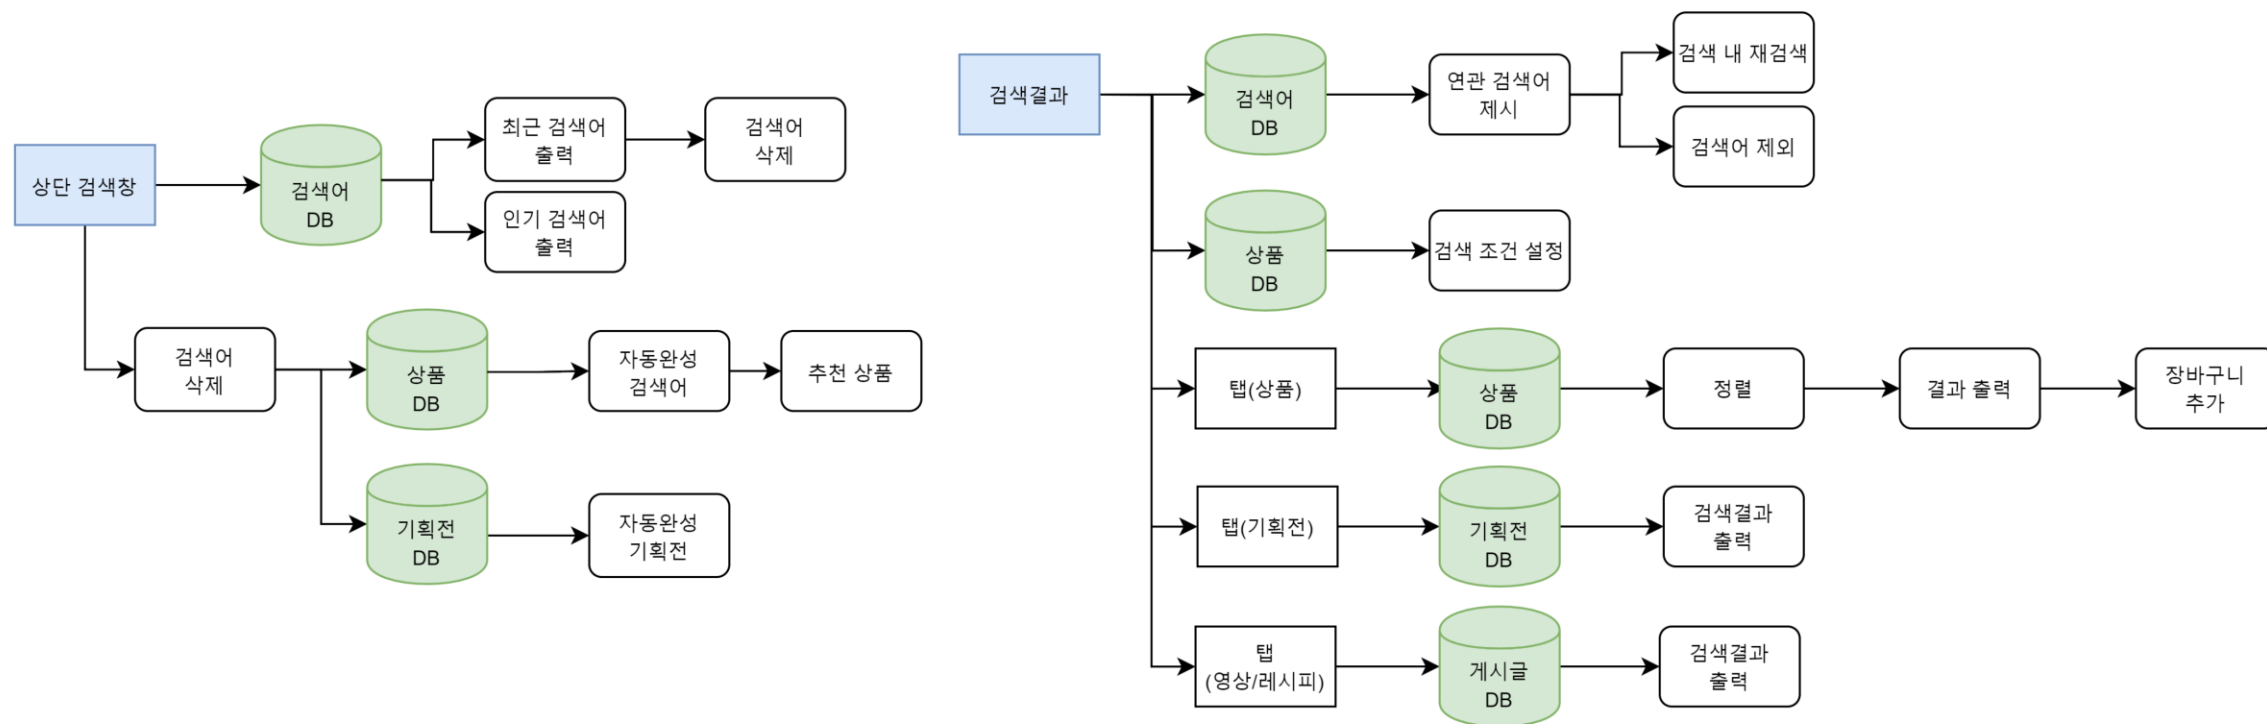 상단 검색창
검색어
DB
최근 검색어
출력
검색어
삭제
인기 검색어
출력
검색어
삭제
상품
DB
자동완성
검색어
추천 상품
기획전
DB
자동완성
기획전
검색결과
검색어
DB
연관 검색어
제시
검색 내 재검색
검색어 제외
상품
DB
검색 조건 설정
탭(상품)
상품
DB
정렬
결과 출력
장바구니
추가
탭(기획전)
기획전
DB
검색결과
출력
탭
(영상/레시피)
게시글
DB
검색결과
출력